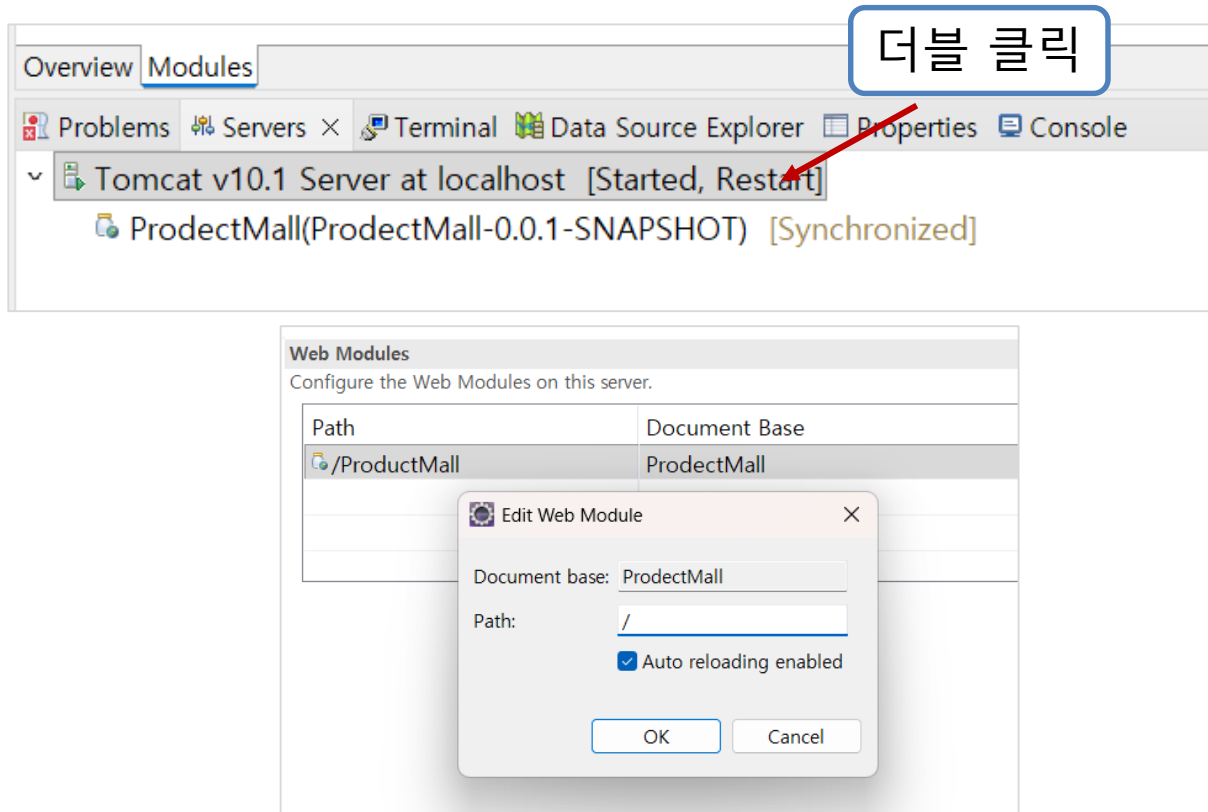 더블 클릭
Overview Modules
Problems Servers Terminal Data Source Explorer Properties Console
Tomcat v10.1 Server at localhost [Started, Restart]
ProdectMall(ProdectMall-0.0.1-SNAPSHOT) [Synchronized]
Web Modules
Configure the Web Modules on this server.
Path Document Base
/ProductMall ProdectMall
Edit Web Module
Document base: ProdectMall
Path: /
Auto reloading enabled
OK Cancel